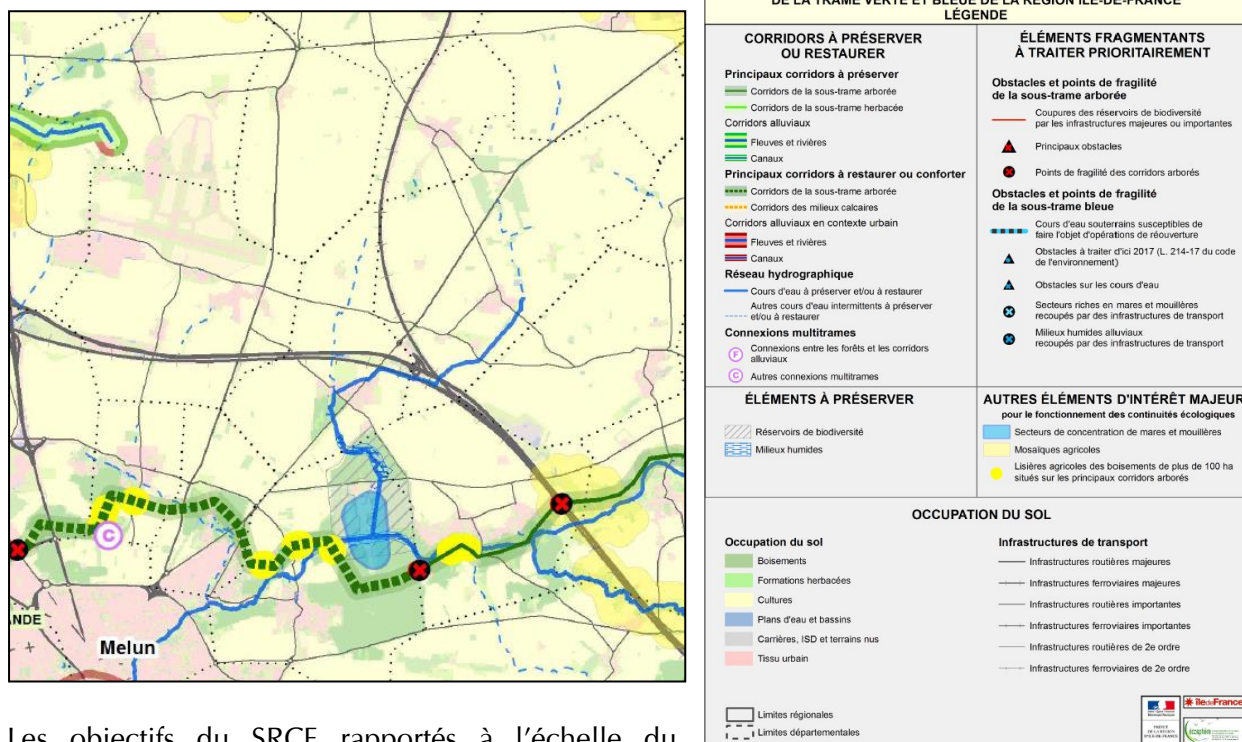 NDE
Melun
C
Les objectifs du SRCE rapportés à l'échelle du
DE LA TRAME VERTE ET BLEUE DE LA RÉGION ÎLE-DE-FRANCE
LÉGENDE
CORRIDORS À PRÉSERVER
OU RESTAURER
Principaux corridors à préserver
Corridors de la sous-trame arborée
Corridors de la sous-trame herbacée
Corridors alluviaux
Fleuves et rivières
Canaux
Principaux corridors à restaurer ou conforter
Corridors de la sous-trame arborée
Corridors des milieux calcaires
Corridors alluviaux en contexte urbain
Fleuves et rivières
Canaux
Réseau hydrographique
Cours d'eau à préserver et/ou à restaurer
Autres cours d'eau intermittents à préserver
et/ou à restaurer
Connexions multitrames
F Connexions entre les forêts et les corridors
alluviaux
C Autres connexions multitrames
ÉLÉMENTS FRAGMENTANTS
À TRAITER PRIORITAIREMENT
Obstacles et points de fragilité
de la sous-trame arborée
Coupures des réservoirs de biodiversité
par les infrastructures majeures ou importantes
Principaux obstacles
Points de fragilité des corridors arborés
Obstacles et points de fragilité
de la sous-trame bleue
Cours d'eau souterrains susceptibles de
faire l'objet d'opérations de réouverture
Obstacles à traiter d'ici 2017 (L. 214-17 du code
de l'environnement)
Obstacles sur les cours d'eau
Secteurs riches en mares et mouillères
recoupés par des infrastructures de transport
Milieux humides alluviaux
recoupés par des infrastructures de transport
ÉLÉMENTS À PRÉSERVER
Réservoirs de biodiversité
Milieux humides
AUTRES ÉLÉMENTS D'INTÉRÊT MAJEUR
pour le fonctionnement des continuités écologiques
Secteurs de concentration de mares et mouillères
Mosaïques agricoles
Lisières agricoles des boisements de plus de 100 ha
situés sur les principaux corridors arborés
OCCUPATION DU SOL
Occupation du sol
Boisements
Formations herbacées
Cultures
Plans d'eau et bassins
Carrières, ISD et terrains nus
Tissu urbain
Infrastructures de transport
Infrastructures routières majeures
Infrastructures ferroviaires majeures
Infrastructures routières importantes
Infrastructures ferroviaires importantes
Infrastructures routières de 2e ordre
Infrastructures ferroviaires de 2e ordre
Limites régionales
Limites départementales
îledeFrance